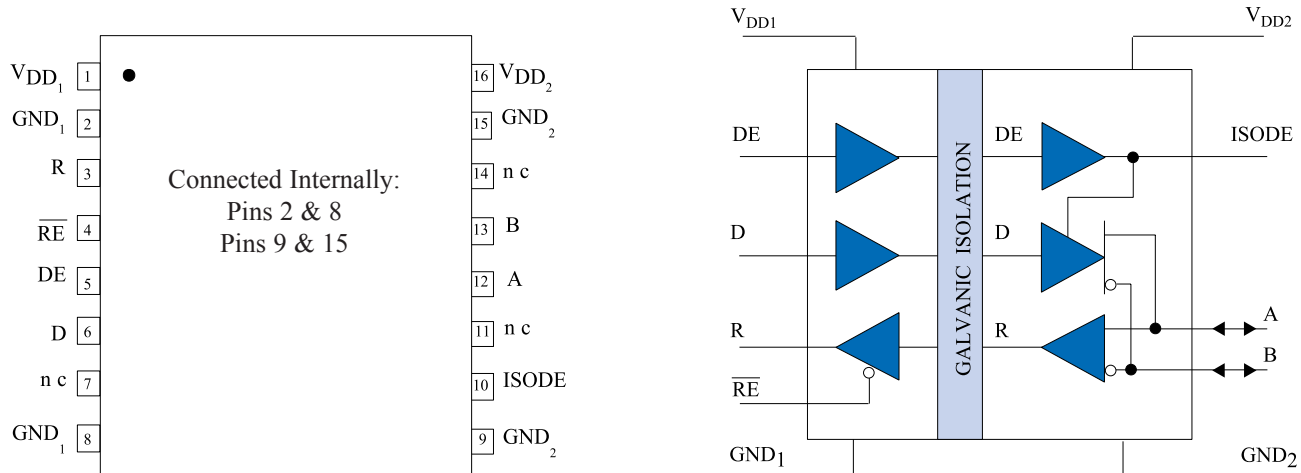 V
DD1
1
16
V
DD2
GND1
2
15
GND2
R
3
14
n c
Connected Internally:
Pins 2 & 8
Pins 9 & 15
RE
4
13
B
DE
5
12
A
D
6
11
n c
n c
7
10
ISODE
GND1
8
9
GND2
VDD1
VDD2
DE
DE
ISODE
D
D
R
R
A
B
RE
GALVANIC ISOLATION
GND1
GND2